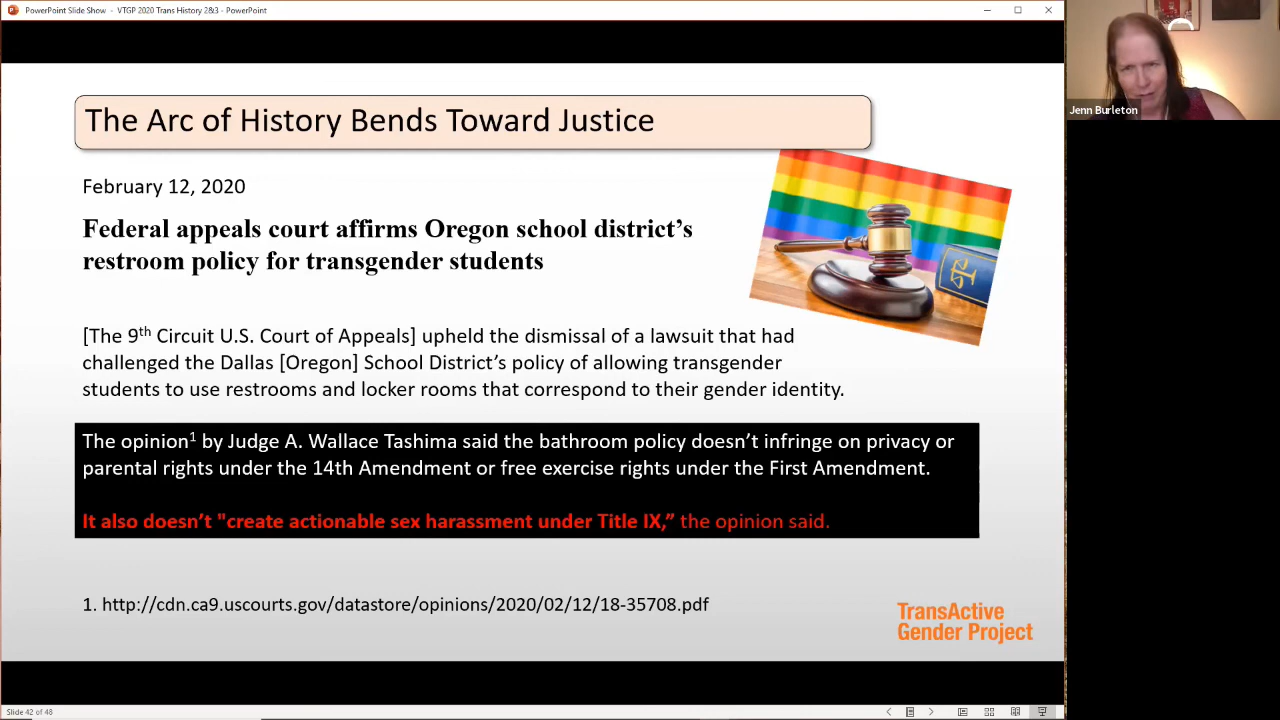 PowerPoint Slide Show - VTGP 2020 Trans History 2&3 - PowerPoint
Jenn Burleton
The Arc of History Bends Toward Justice
February 12, 2020
Federal appeals court affirms Oregon school district’s
restroom policy for transgender students
[The 9th Circuit U.S. Court of Appeals] upheld the dismissal of a lawsuit that had
challenged the Dallas [Oregon] School District’s policy of allowing transgender
students to use restrooms and locker rooms that correspond to their gender identity.
The opinion1 by Judge A. Wallace Tashima said the bathroom policy doesn’t infringe on privacy or
parental rights under the 14th Amendment or free exercise rights under the First Amendment.
It also doesn’t "create actionable sex harassment under Title IX,” the opinion said.
1. http://cdn.ca9.uscourts.gov/datastore/opinions/2020/02/12/18-35708.pdf
TransActive
Gender Project
Slide 42 of 48